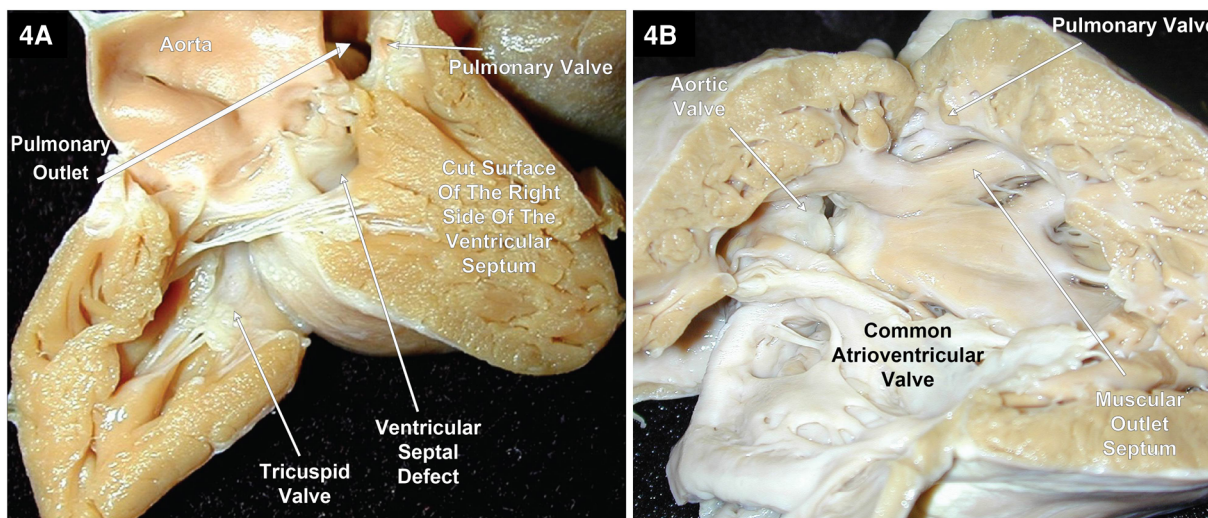 4A
Aorta
Pulmonary Valve
Pulmonary
Outlet
Cut Surface
Of The Right
Side Of The
Ventricular
Septum
Ventricular
Septal
Defect
Tricuspid
Valve
4B
Pulmonary Valve
Aortic
Valve
Common
Atrioventricular
Valve
Muscular
Outlet
Septum